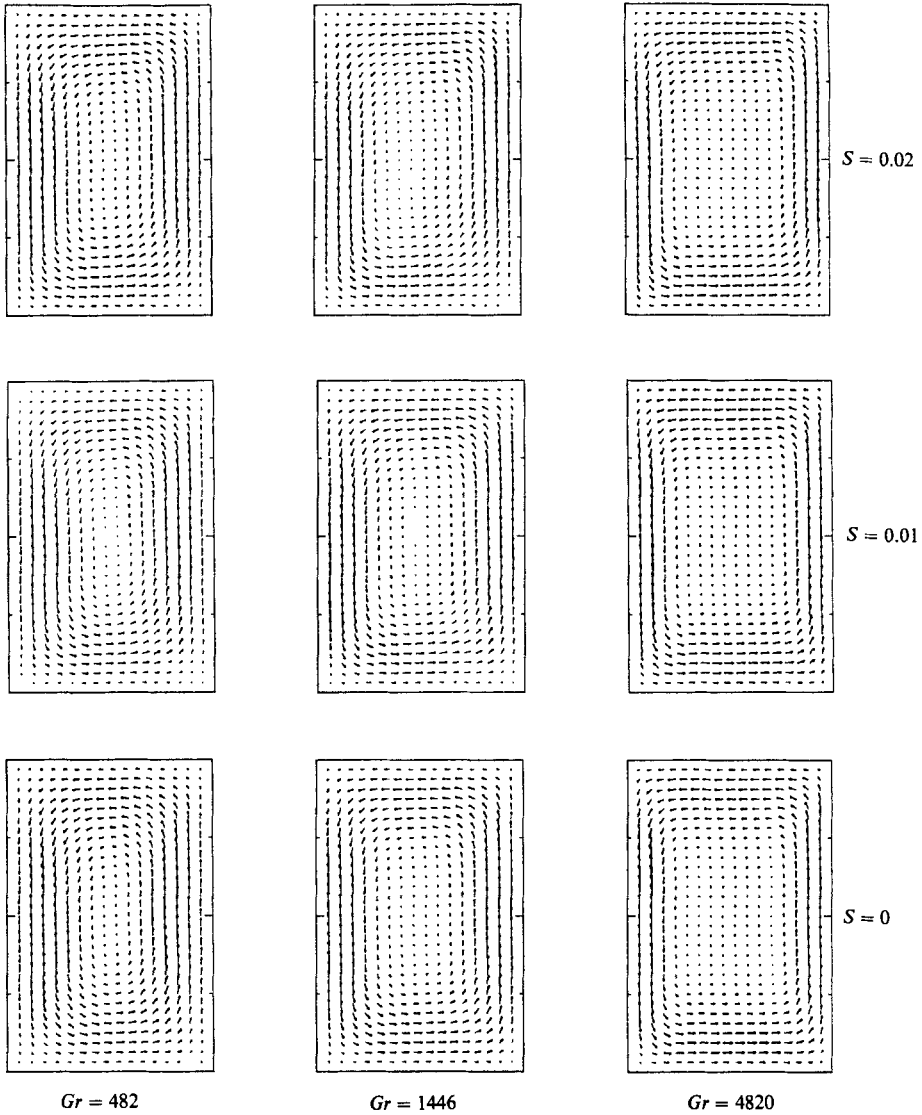 S = 0.02
S = 0.01
S = 0
Gr = 482
Gr = 1446
Gr = 4820